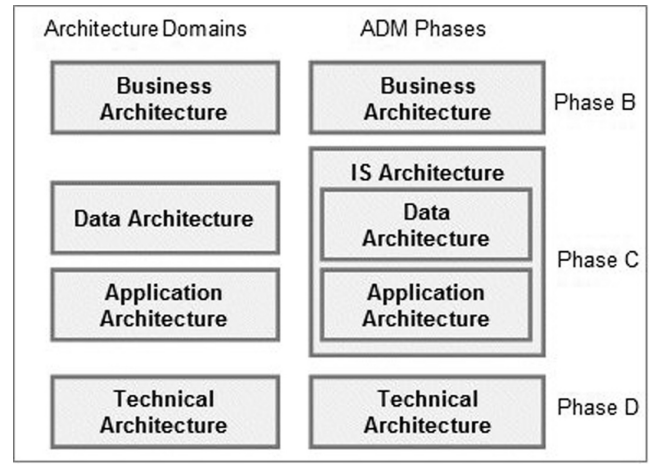 Architecture Domains
ADM Phases
Business
Architecture
Business
Architecture
Phase B
Data Architecture
IS Architecture
Data
Architecture
Phase C
Application
Architecture
Application
Architecture
Technical
Architecture
Technical
Architecture
Phase D